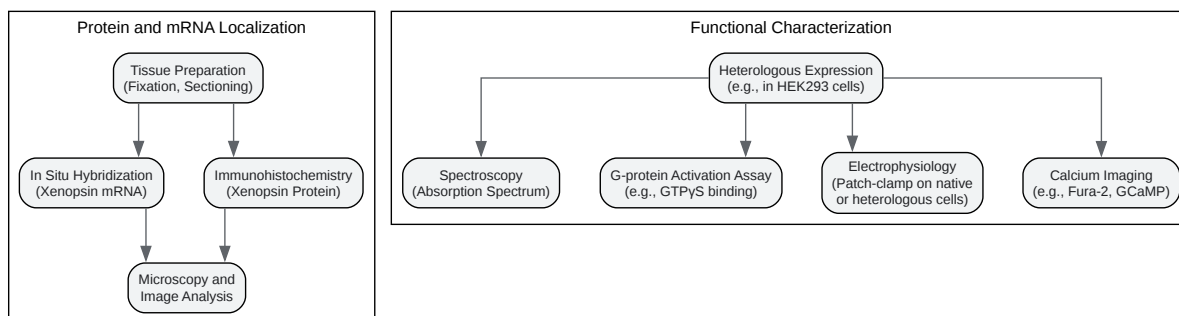 Protein and mRNA Localization
Tissue Preparation
(Fixation, Sectioning)
In Situ Hybridization
(Xenopsin mRNA)
Immunohistochemistry
(Xenopsin Protein)
Microscopy and
Image Analysis
Functional Characterization
Heterologous Expression
(e.g., in HEK293 cells)
Spectroscopy
(Absorption Spectrum)
G-protein Activation Assay
(e.g., GTPγS binding)
Electrophysiology
(Patch-clamp on native
or heterologous cells)
Calcium Imaging
(e.g., Fura-2, GCaMP)